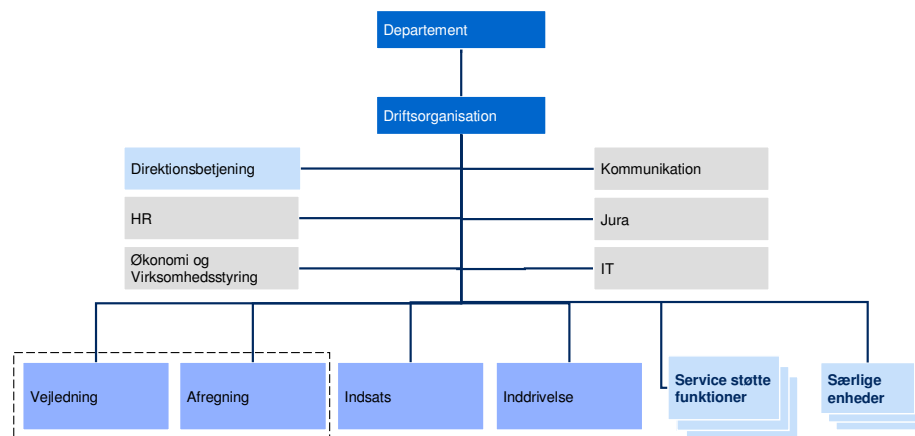 Departement
Driftsorganisation
Direktionsbetjening
Kommunikation
HR
Jura
Økonomi og
Virksomhedsstyring
IT
Vejledning
Afregning
Indsats
Inddrivelse
Service støtte
funktioner
Særlige
enheder